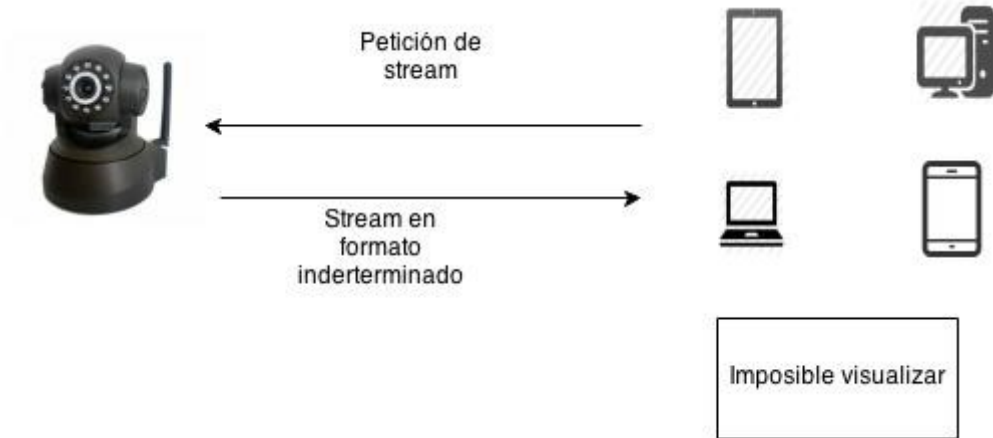 Petición de
stream
Stream en
formato
inderterminado
Imposible visualizar